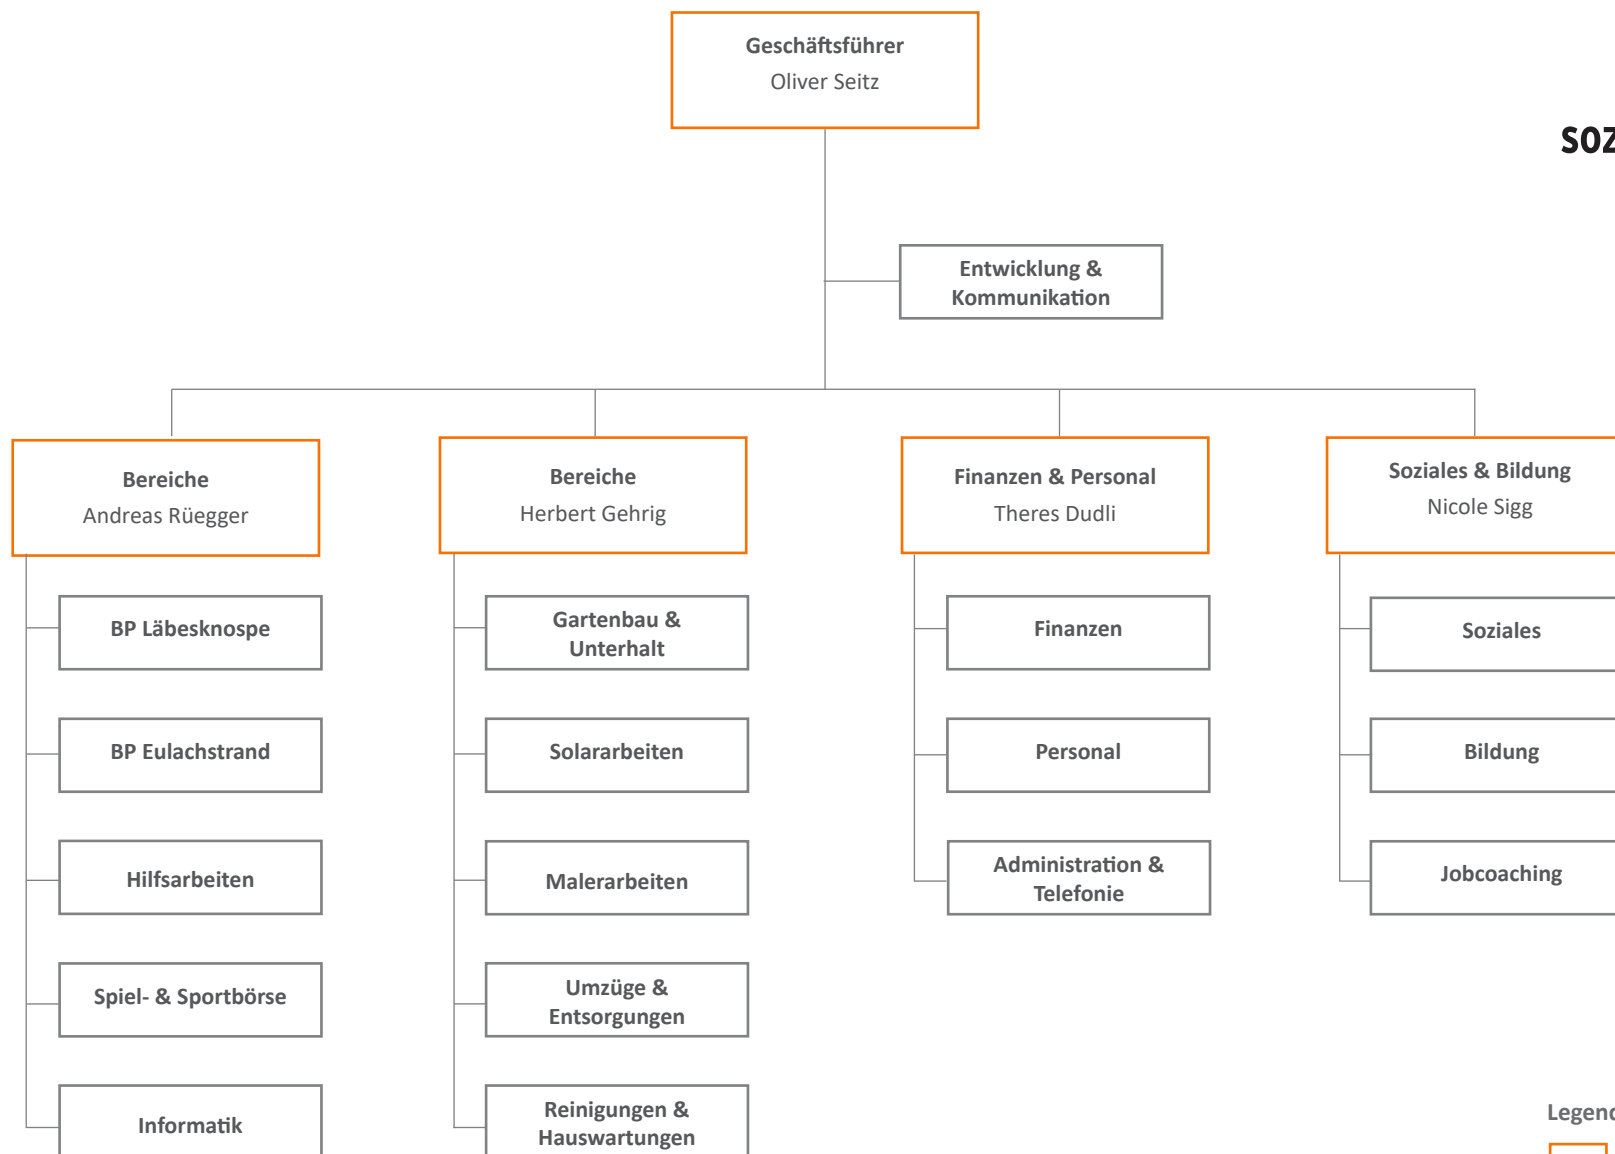 Geschäftsführer
Oliver Seitz
SOZ
Entwicklung &
Kommunikation
Bereiche
Andreas Rüegger
BP Läbesknospe
BP Eulachstrand
Hilfsarbeiten
Spiel- & Sportbörse
Informatik
Bereiche
Herbert Gehrig
Gartenbau &
Unterhalt
Solararbeiten
Malerarbeiten
Umzüge &
Entsorgungen
Reinigungen &
Hauswartungen
Finanzen & Personal
Theres Dudli
Finanzen
Personal
Administration &
Telefonie
Soziales & Bildung
Nicole Sigg
Soziales
Bildung
Jobcoaching
Legend